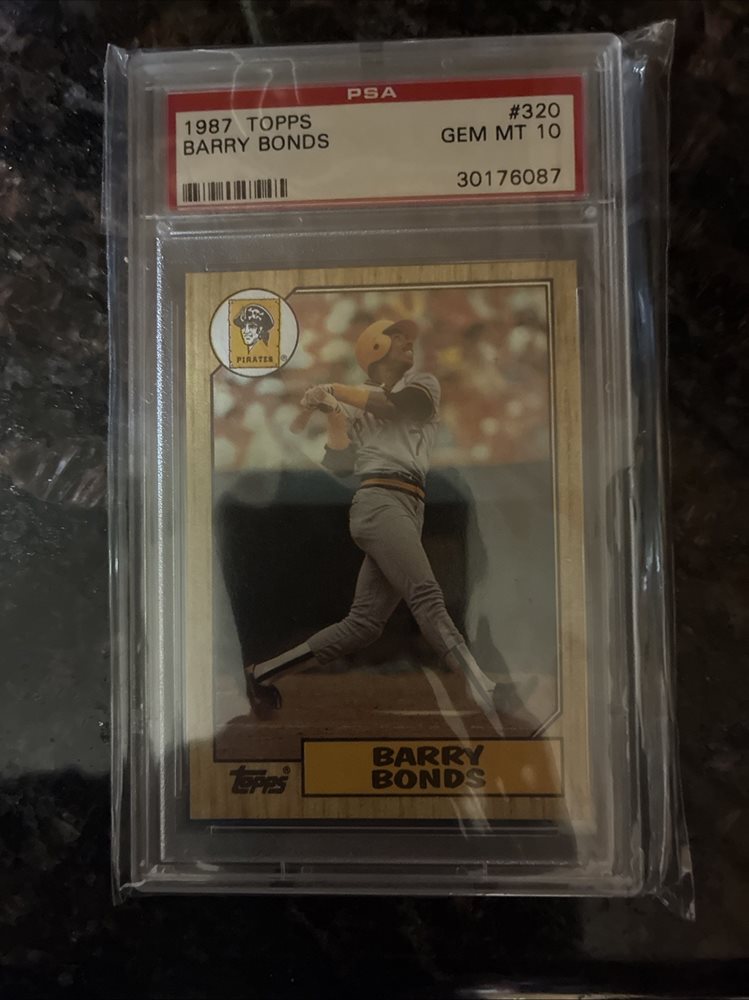 PSA
1987 TOPPS #320
BARRY BONDS GEM MT 10
30176087
PIRATES ®
Topps®
BARRY
BONDS